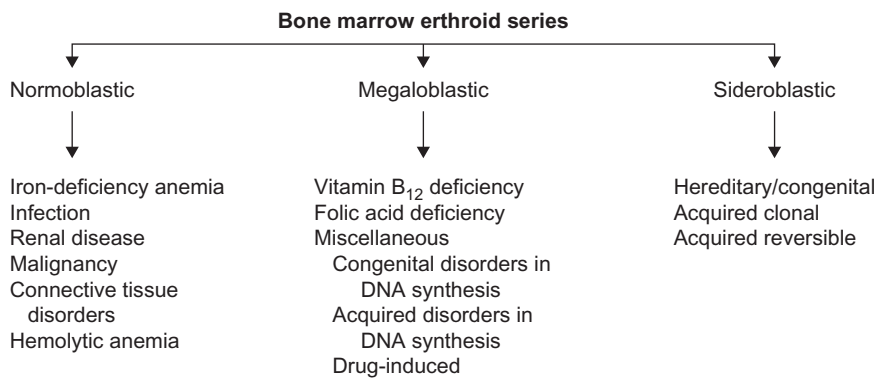 Bone marrow erthroid series
Normoblastic
Megaloblastic
Sideroblastic
Iron-deficiency anemia
Infection
Renal disease
Malignancy
Connective tissue
disorders
Hemolytic anemia
Vitamin B12 deficiency
Folic acid deficiency
Miscellaneous
Congenital disorders in
DNA synthesis
Acquired disorders in
DNA synthesis
Drug-induced
Hereditary/congenital
Acquired clonal
Acquired reversible